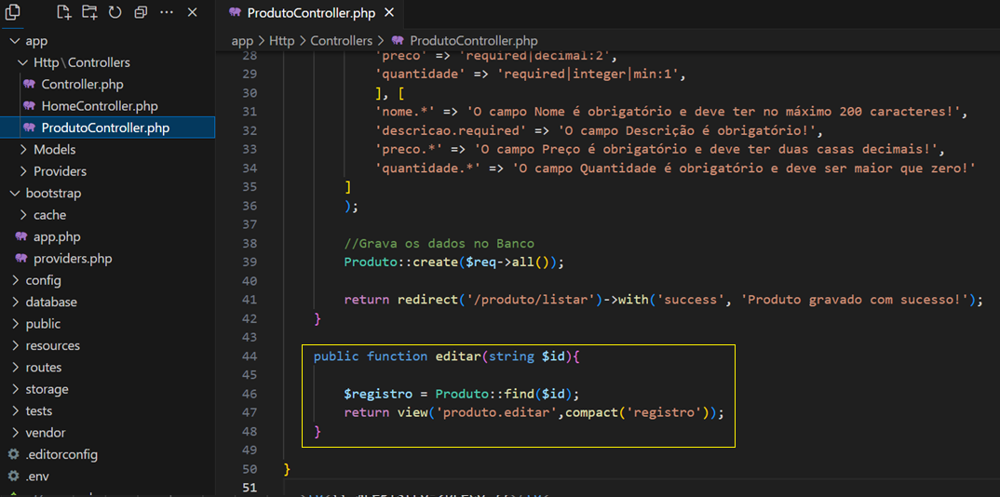 ProdutoController.php
app > Http > Controllers > ProdutoController.php
app
Http\Controllers
Controller.php
HomeController.php
ProdutoController.php
Models
Providers
bootstrap
cache
app.php
providers.php
config
database
public
resources
routes
storage
tests
vendor
.editorconfig
.env
28 'preco' => 'required|decimal:2',
29 'quantidade' => 'required|integer|min:1',
30 ], [
31 'nome.*' => 'O campo Nome é obrigatório e deve ter no máximo 200 caracteres!',
32 'descricao.required' => 'O campo Descrição é obrigatório!',
33 'preco.*' => 'O campo Preço é obrigatório e deve ter duas casas decimais!',
34 'quantidade.*' => 'O campo Quantidade é obrigatório e deve ser maior que zero!'
35 ]
36 );
37
38 //Grava os dados no Banco
39 Produto::create($req->all());
40
41 return redirect('/produto/listar')->with('success', 'Produto gravado com sucesso!');
42 }
43
44 public function editar(string $id){
45
46 $registro = Produto::find($id);
47 return view('produto.editar',compact('registro'));
48 }
49
50 }
51